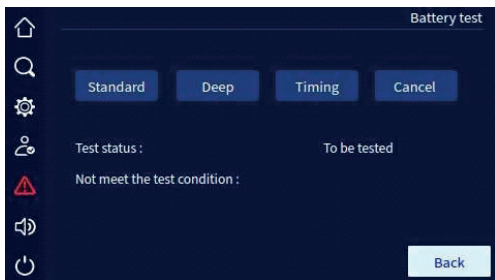 Battery test
Standard Deep Timing Cancel
Test status : To be tested
Not meet the test condition :
Back